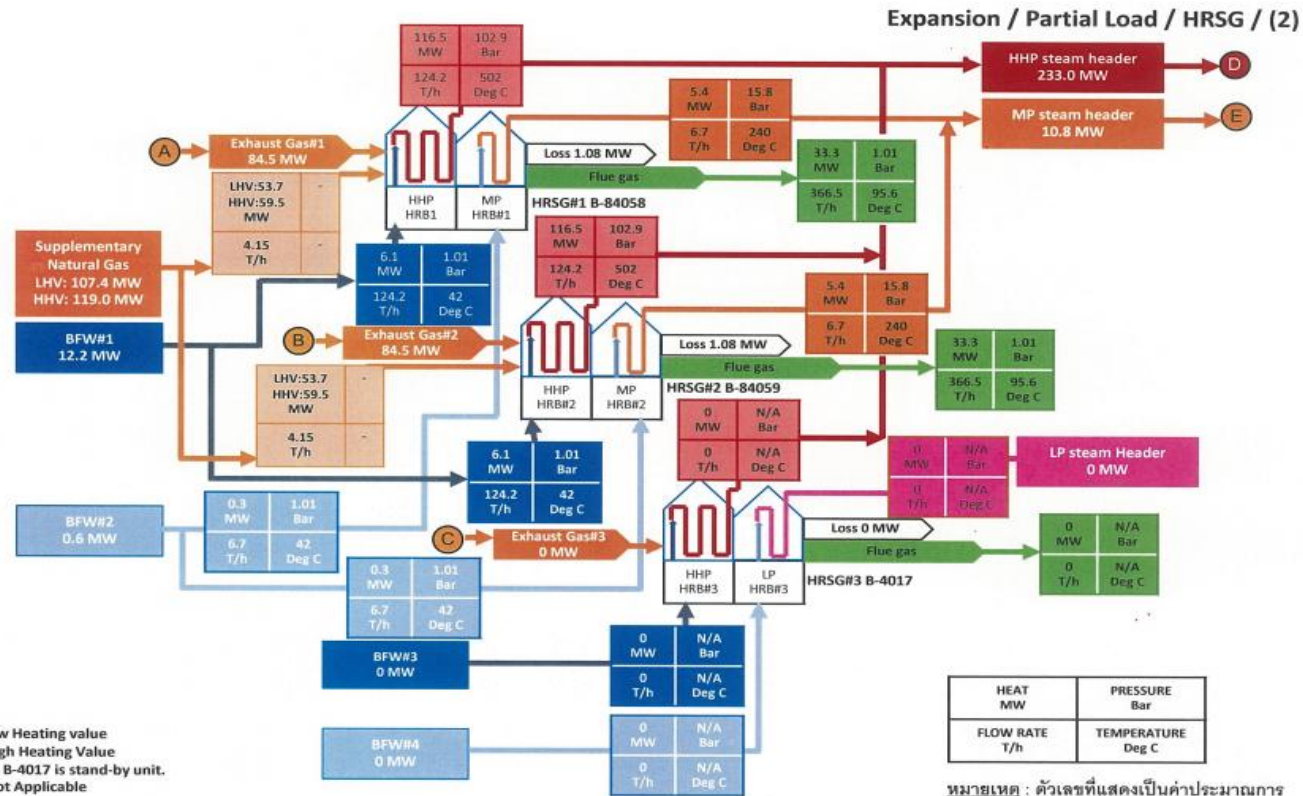 Expansion / Partial Load / HRSG / (2)
116.5 MW
102.9 Bar
124.2 T/h
502 Deg C
HHP steam header
233.0 MW
D
5.4 MW
15.8 Bar
6.7 T/h
240 Deg C
MP steam header
10.8 MW
E
A
Exhaust Gas#1
84.5 MW
Loss 1.08 MW
Flue gas
33.3 MW
1.01 Bar
366.5 T/h
95.6 Deg C
HHP
HRB1
MP
HRB#1
HRSG#1 B-84058
LHV:53.7
HHV:59.5
MW
-
4.15
T/h
-
Supplementary
Natural Gas
LHV: 107.4 MW
HHV: 119.0 MW
6.1 MW
1.01 Bar
124.2 T/h
42 Deg C
116.5 MW
102.9 Bar
124.2 T/h
502 Deg C
BFW#1
12.2 MW
5.4 MW
15.8 Bar
6.7 T/h
240 Deg C
B
Exhaust Gas#2
84.5 MW
Loss 1.08 MW
Flue gas
33.3 MW
1.01 Bar
366.5 T/h
95.6 Deg C
HHP
HRB#2
MP
HRB#2
HRSG#2 B-84059
LHV:53.7
HHV:59.5
MW
-
4.15
T/h
-
6.1 MW
1.01 Bar
124.2 T/h
42 Deg C
0 MW
N/A Bar
0 T/h
N/A Deg C
0 MW
N/A Bar
0 T/h
N/A Deg C
LP steam Header
0 MW
BFW#2
0.6 MW
0.3 MW
1.01 Bar
6.7 T/h
42 Deg C
C
Exhaust Gas#3
0 MW
Loss 0 MW
Flue gas
0 MW
N/A Bar
0 T/h
N/A Deg C
HHP
HRB#3
LP
HRB#3
HRSG#3 B-4017
0.3 MW
1.01 Bar
6.7 T/h
42 Deg C
BFW#3
0 MW
0 MW
N/A Bar
0 T/h
N/A Deg C
BFW#4
0 MW
0 MW
N/A Bar
0 T/h
N/A Deg C
HEAT
MW
PRESSURE
Bar
FLOW RATE
T/h
TEMPERATURE
Deg C
w Heating value
gh Heating Value
B-4017 is stand-by unit.
ot Applicable
หมายเหตุ : ตัวเลขที่แสดงเป็นค่าประมาณการ